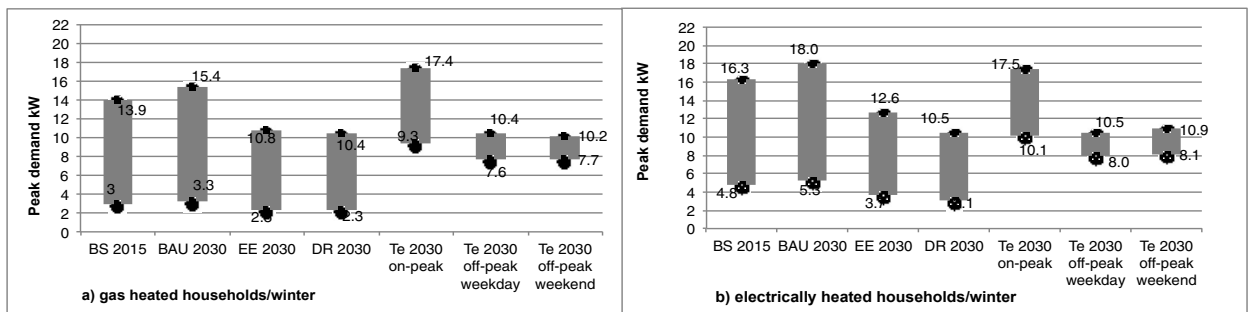 Peak demand kW
22
20
18
16
14
12
10
8
6
4
2
0
13.9
3
15.4
3.3
10.8
10.4
2.3
17.4
9.3
10.4
7.6
10.2
7.7
BS 2015
BAU 2030
EE 2030
DR 2030
Te 2030
on-peak
Te 2030
off-peak
weekday
Te 2030
off-peak
weekend
a) gas heated households/winter
Peak demand kW
22
20
18
16
14
12
10
8
6
4
2
0
16.3
4.8
18.0
5.3
12.6
10.5
17.5
10.1
10.5
8.0
10.9
8.1
BS 2015
BAU 2030
EE 2030
DR 2030
Te 2030
on-peak
Te 2030
off-peak
weekday
Te 2030
off-peak
weekend
b) electrically heated households/winter